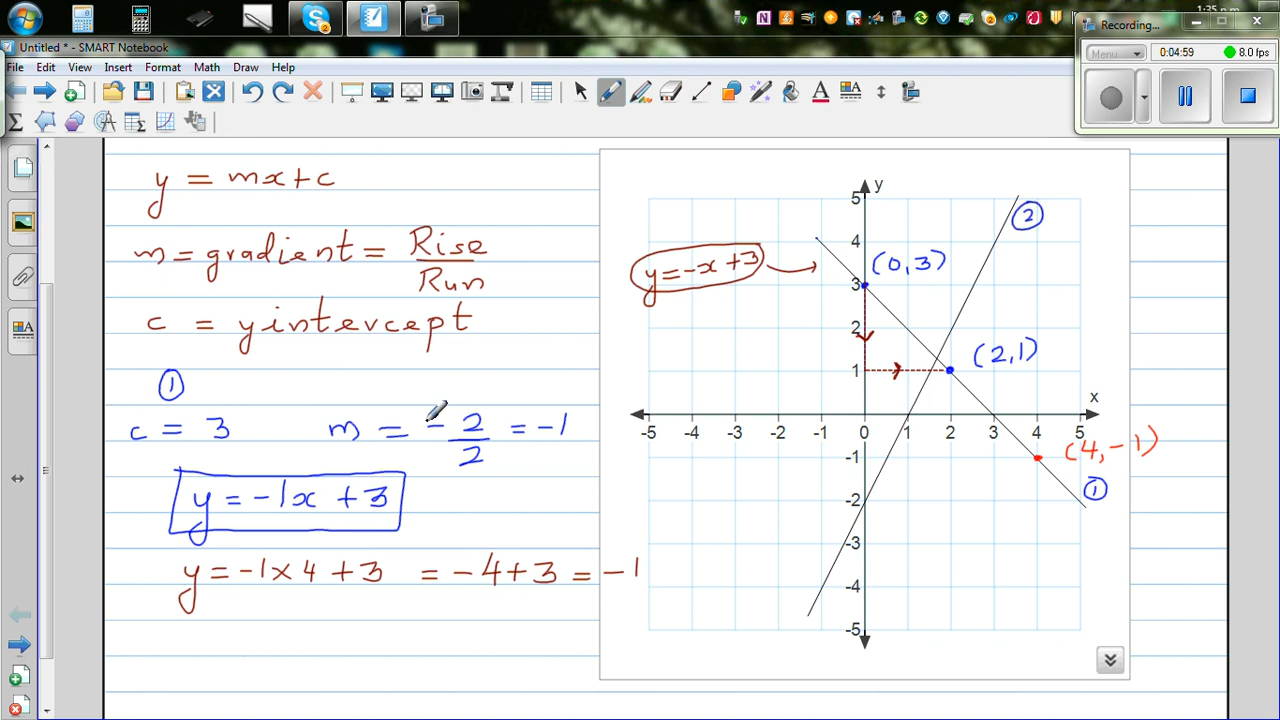 1:35 p.m.
Recording...
Menu
0:04:59
8.0 fps
Untitled * - SMART Notebook
File Edit View Insert Format Math Draw Help
y = mx+c
m = gradient = Rise
Run
c = y intercept
①
c = 3 m = - 2 = -1
2
y = -1x + 3
y = -1 x 4 + 3 = -4+3 = -1
y
5
②
4
y = -x + 3
(0,3)
3
2
(2,1)
1
x
-5 -4 -3 -2 -1 0 1 2 3 4 5
(4,-1)
-1
①
-2
-3
-4
-5